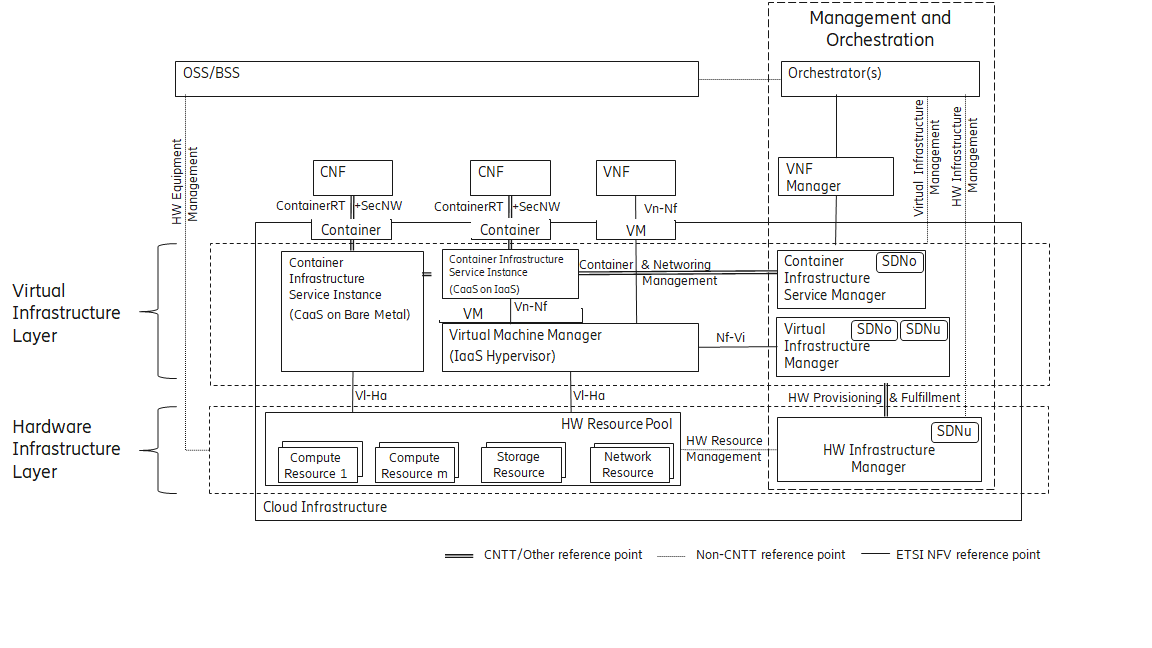 Management and
Orchestration
OSS/BSS
Orchestrator(s)
HW Equipment
Management
Virtual Infrastructure
Management
HW Infrastructure
Management
CNF
CNF
VNF
VNF
Manager
ContainerRT
+SecNW
ContainerRT
+SecNW
Vn-Nf
Container
Container
VM
Virtual
Infrastructure
Layer
Container
Infrastructure
Service Instance
(CaaS on Bare Metal)
Container Infrastructure
Service Instance
(CaaS on IaaS)
Container & Networing
Management
Container
Infrastructure
Service Manager
SDNo
VM
Vn-Nf
Virtual Machine Manager
(IaaS Hypervisor)
Nf-Vi
Virtual
Infrastructure
Manager
SDNo
SDNu
Vl-Ha
Vl-Ha
HW Provisioning & Fulfillment
Hardware
Infrastructure
Layer
HW Resource Pool
Compute
Resource 1
Compute
Resource m
Storage
Resource
Network
Resource
HW Resource
Management
SDNu
HW Infrastructure
Manager
Cloud Infrastructure
CNTT/Other reference point
Non-CNTT reference point
ETSI NFV reference point